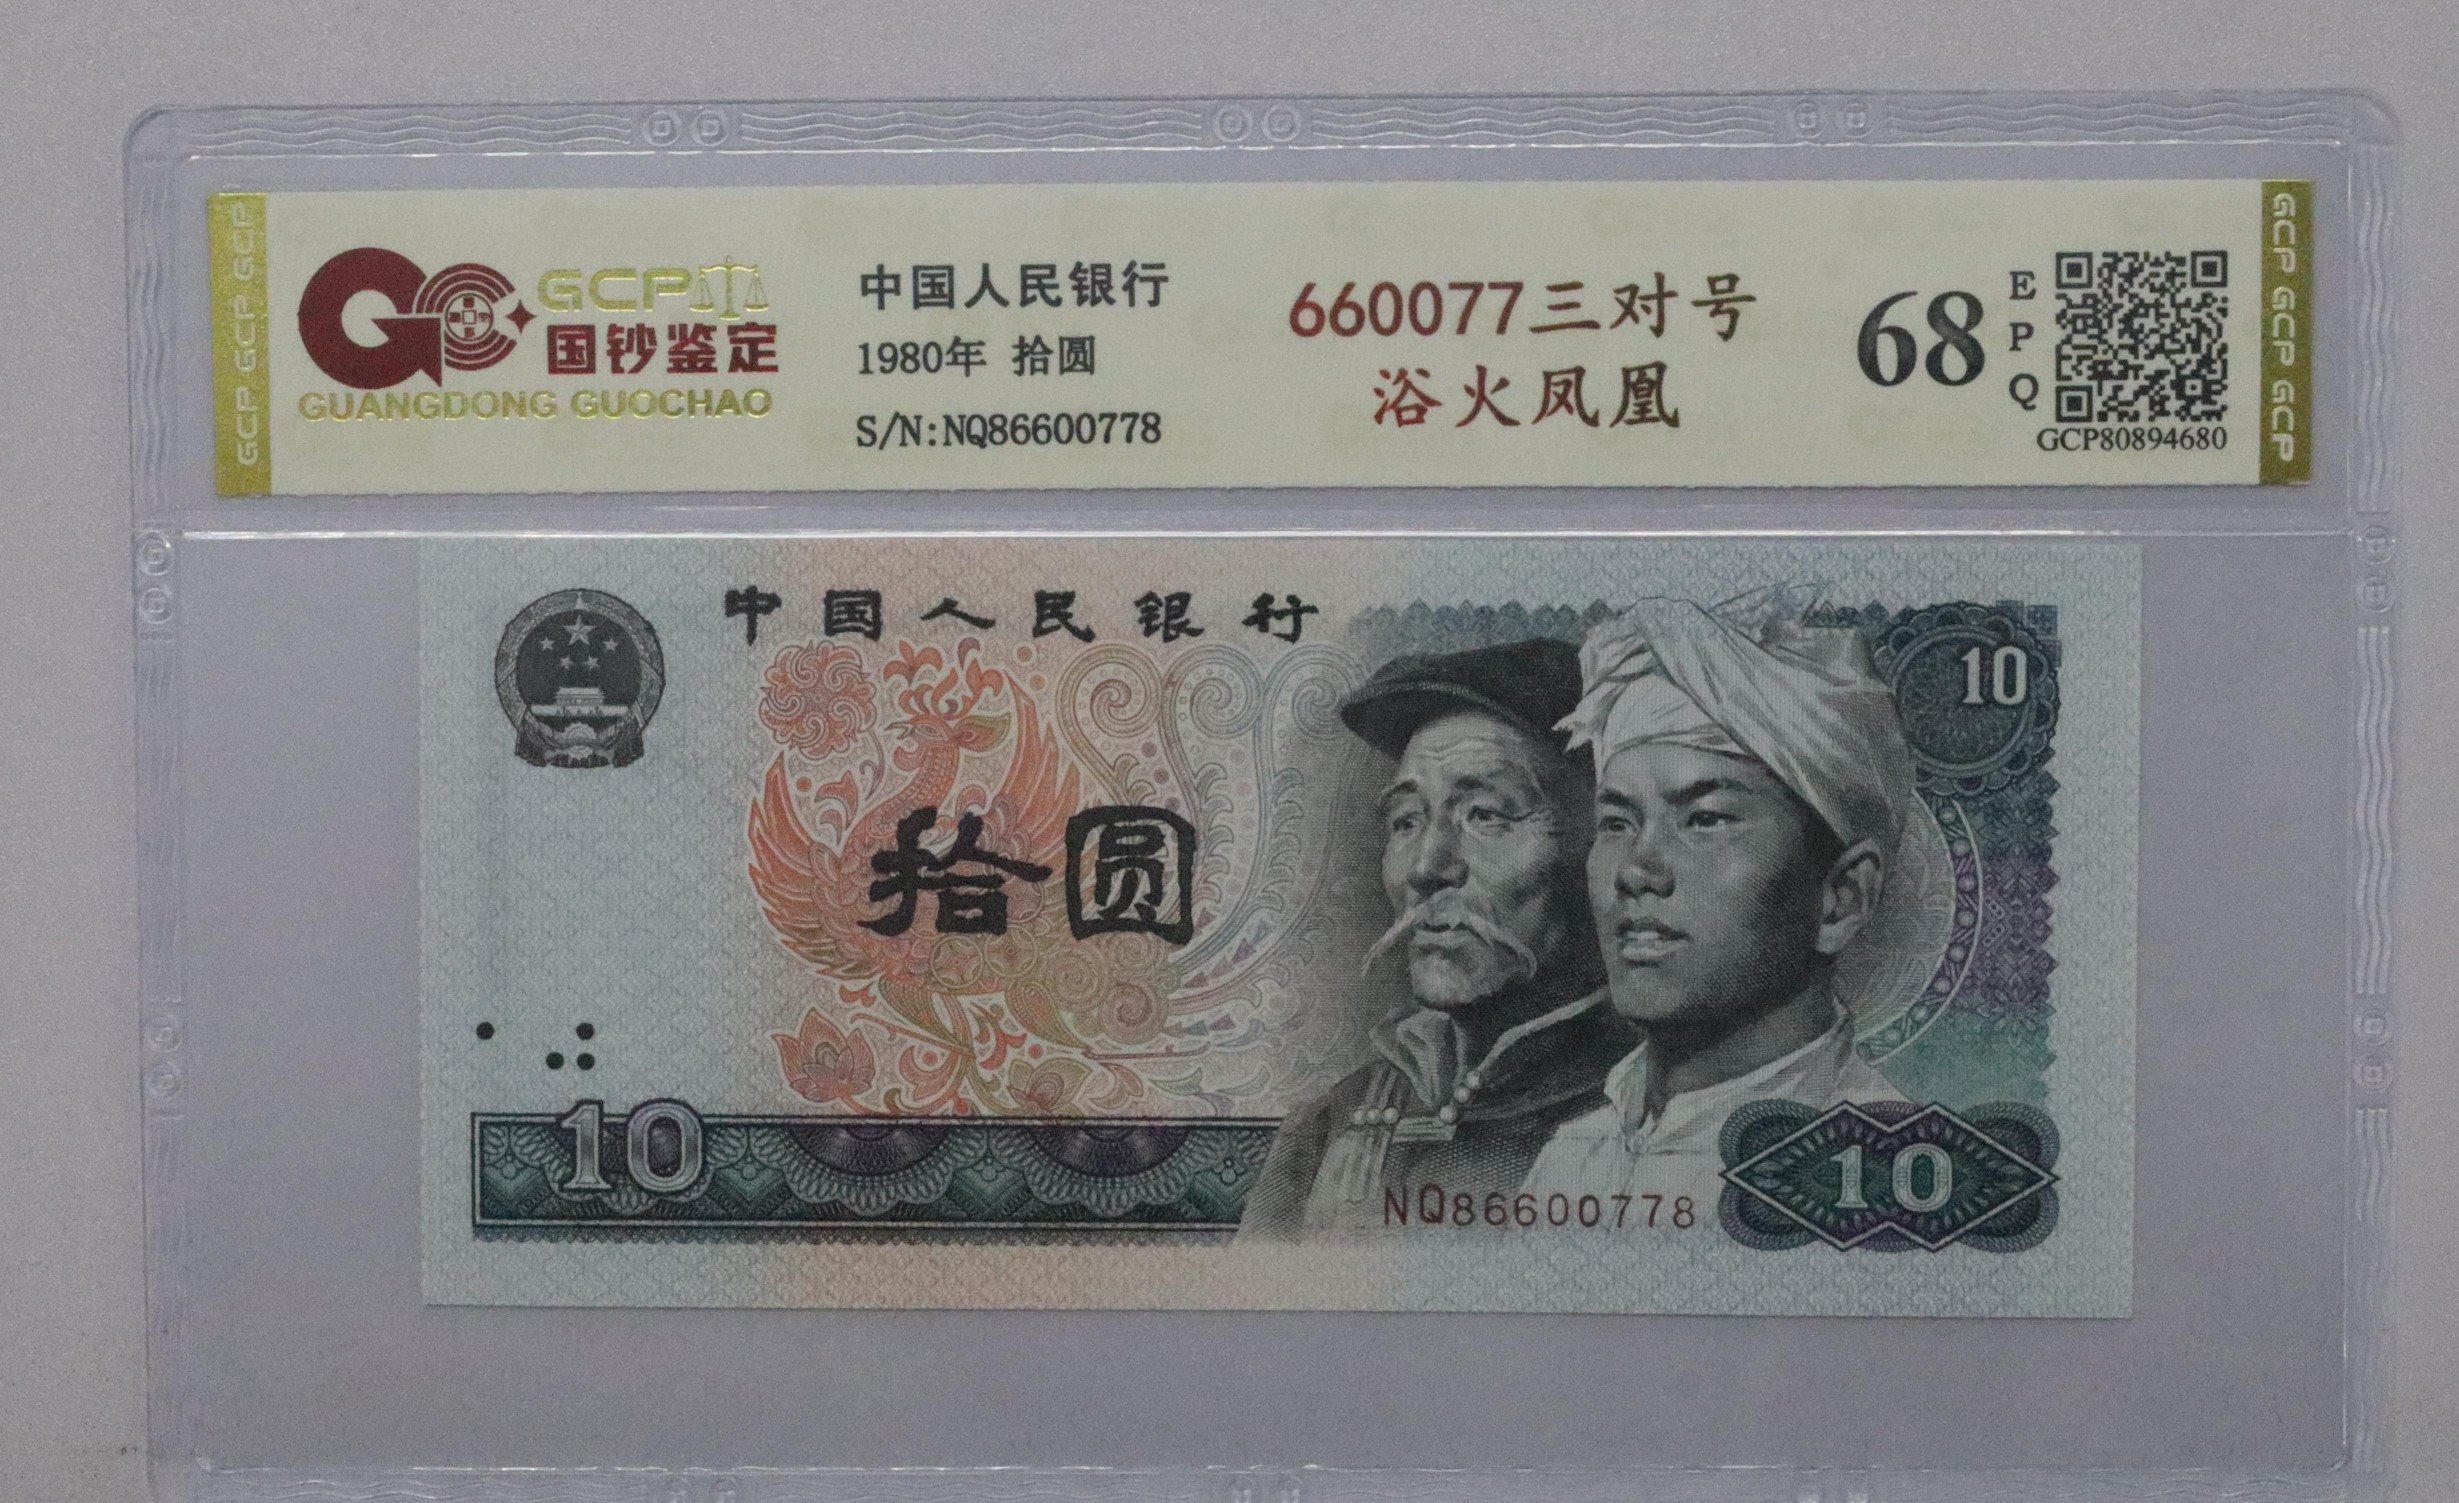 GCP GCP GCP
GCP
国钞鉴定
GUANGDONG GUOCHAO
中国人民银行
1980年 拾圆
S/N:NQ86600778
660077三对号
浴火凤凰
68
E
P
Q
GCP80894680
GCP GCP GCP
中国人民银行
10
拾圆
10
NQ86600778
10